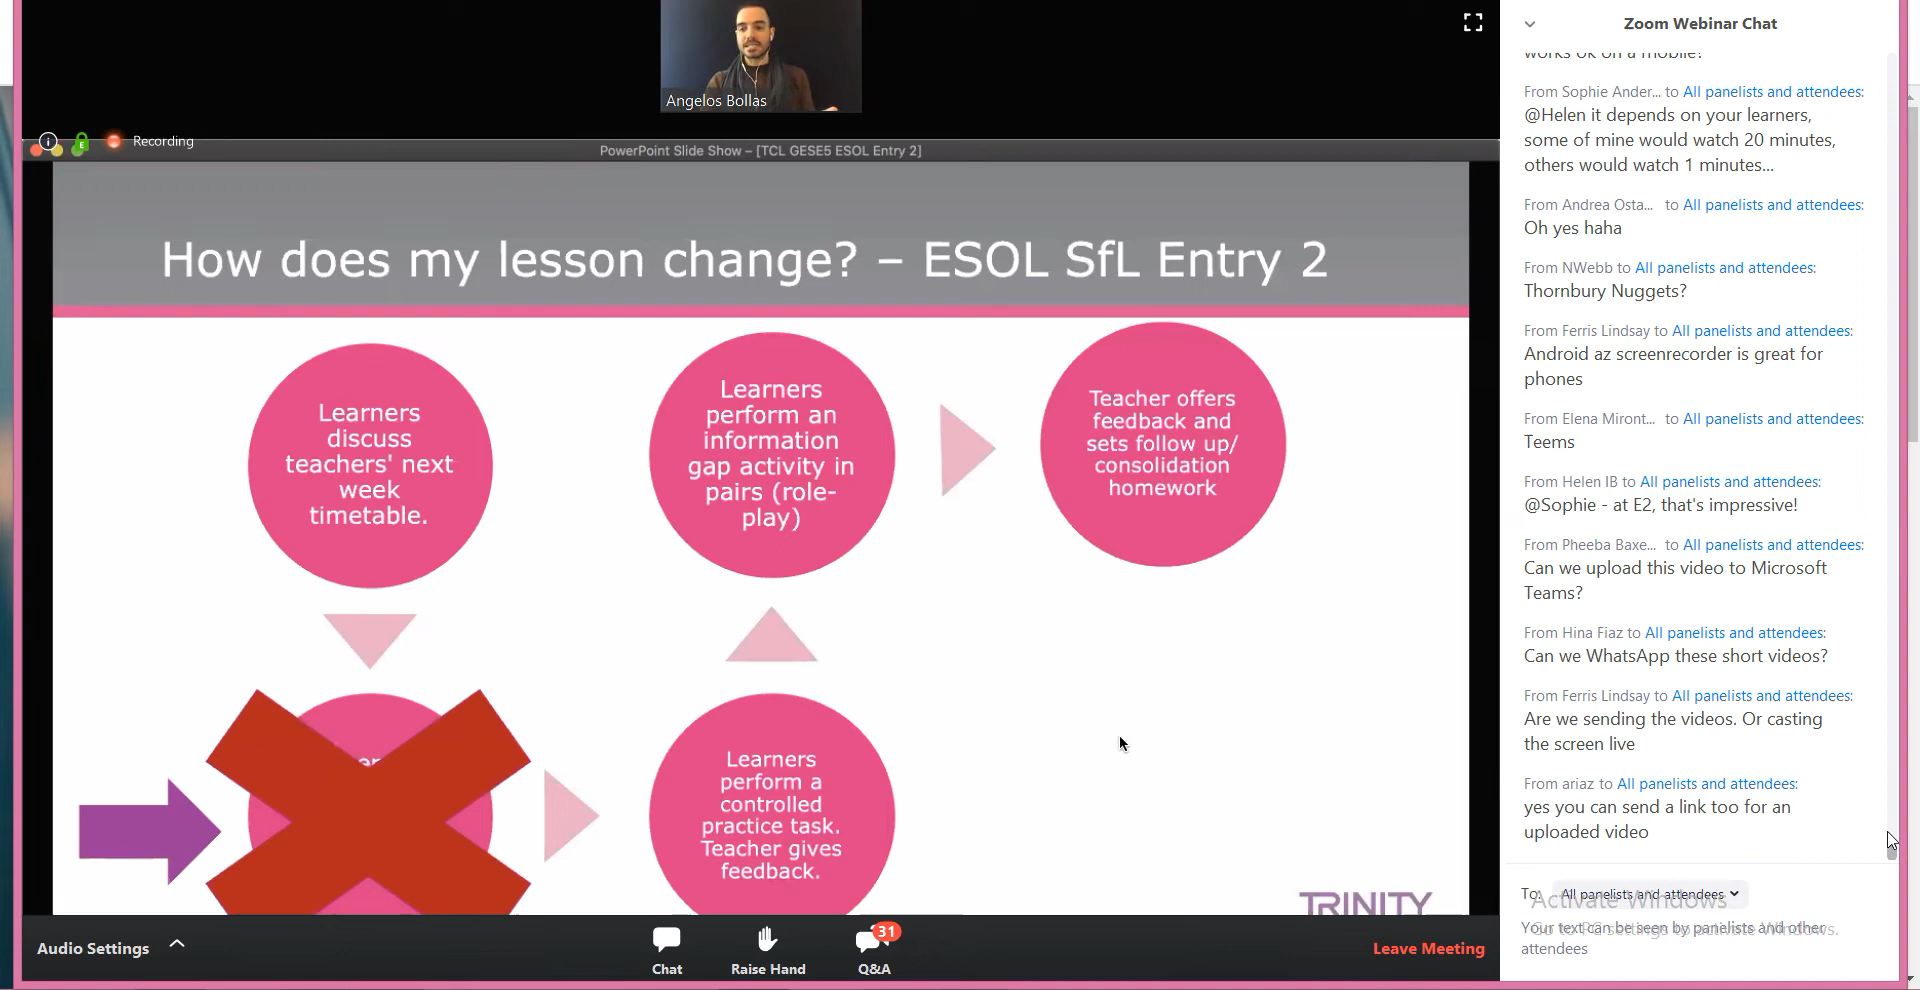 Angelos Bollas
Recording
PowerPoint Slide Show – [TCL GESE5 ESOL Entry 2]
How does my lesson change? – ESOL SfL Entry 2
Learners
discuss
teachers' next
week
timetable.
Learners
perform an
information
gap activity in
pairs (role-
play)
Teacher offers
feedback and
sets follow up/
consolidation
homework
Learners
perform a
controlled
practice task.
Teacher gives
feedback.
TRINITY
Audio Settings
Chat
Raise Hand
31
Q&A
Leave Meeting
Zoom Webinar Chat
works ok on a mobile?
From Sophie Ander... to All panelists and attendees:
@Helen it depends on your learners,
some of mine would watch 20 minutes,
others would watch 1 minutes...
From Andrea Osta... to All panelists and attendees:
Oh yes haha
From NWebb to All panelists and attendees:
Thornbury Nuggets?
From Ferris Lindsay to All panelists and attendees:
Android az screenrecorder is great for
phones
From Elena Miront... to All panelists and attendees:
Teems
From Helen IB to All panelists and attendees:
@Sophie - at E2, that's impressive!
From Pheeba Baxe... to All panelists and attendees:
Can we upload this video to Microsoft
Teams?
From Hina Fiaz to All panelists and attendees:
Can we WhatsApp these short videos?
From Ferris Lindsay to All panelists and attendees:
Are we sending the videos. Or casting
the screen live
From ariaz to All panelists and attendees:
yes you can send a link too for an
uploaded video
To: All panelists and attendees
Activate Windows
Go to PC settings to activate Windows.
Your text can be seen by panelists and other
attendees